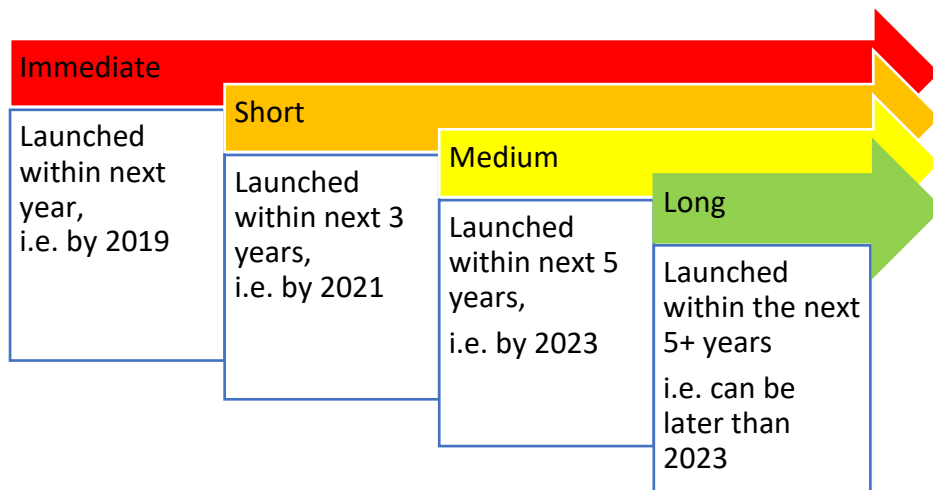 Immediate
Launched
within next
year,
i.e. by 2019
Short
Launched
within next 3
years,
i.e. by 2021
Medium
Launched
within next 5
years,
i.e. by 2023
Long
Launched
within the next
5+ years
i.e. can be
later than
2023